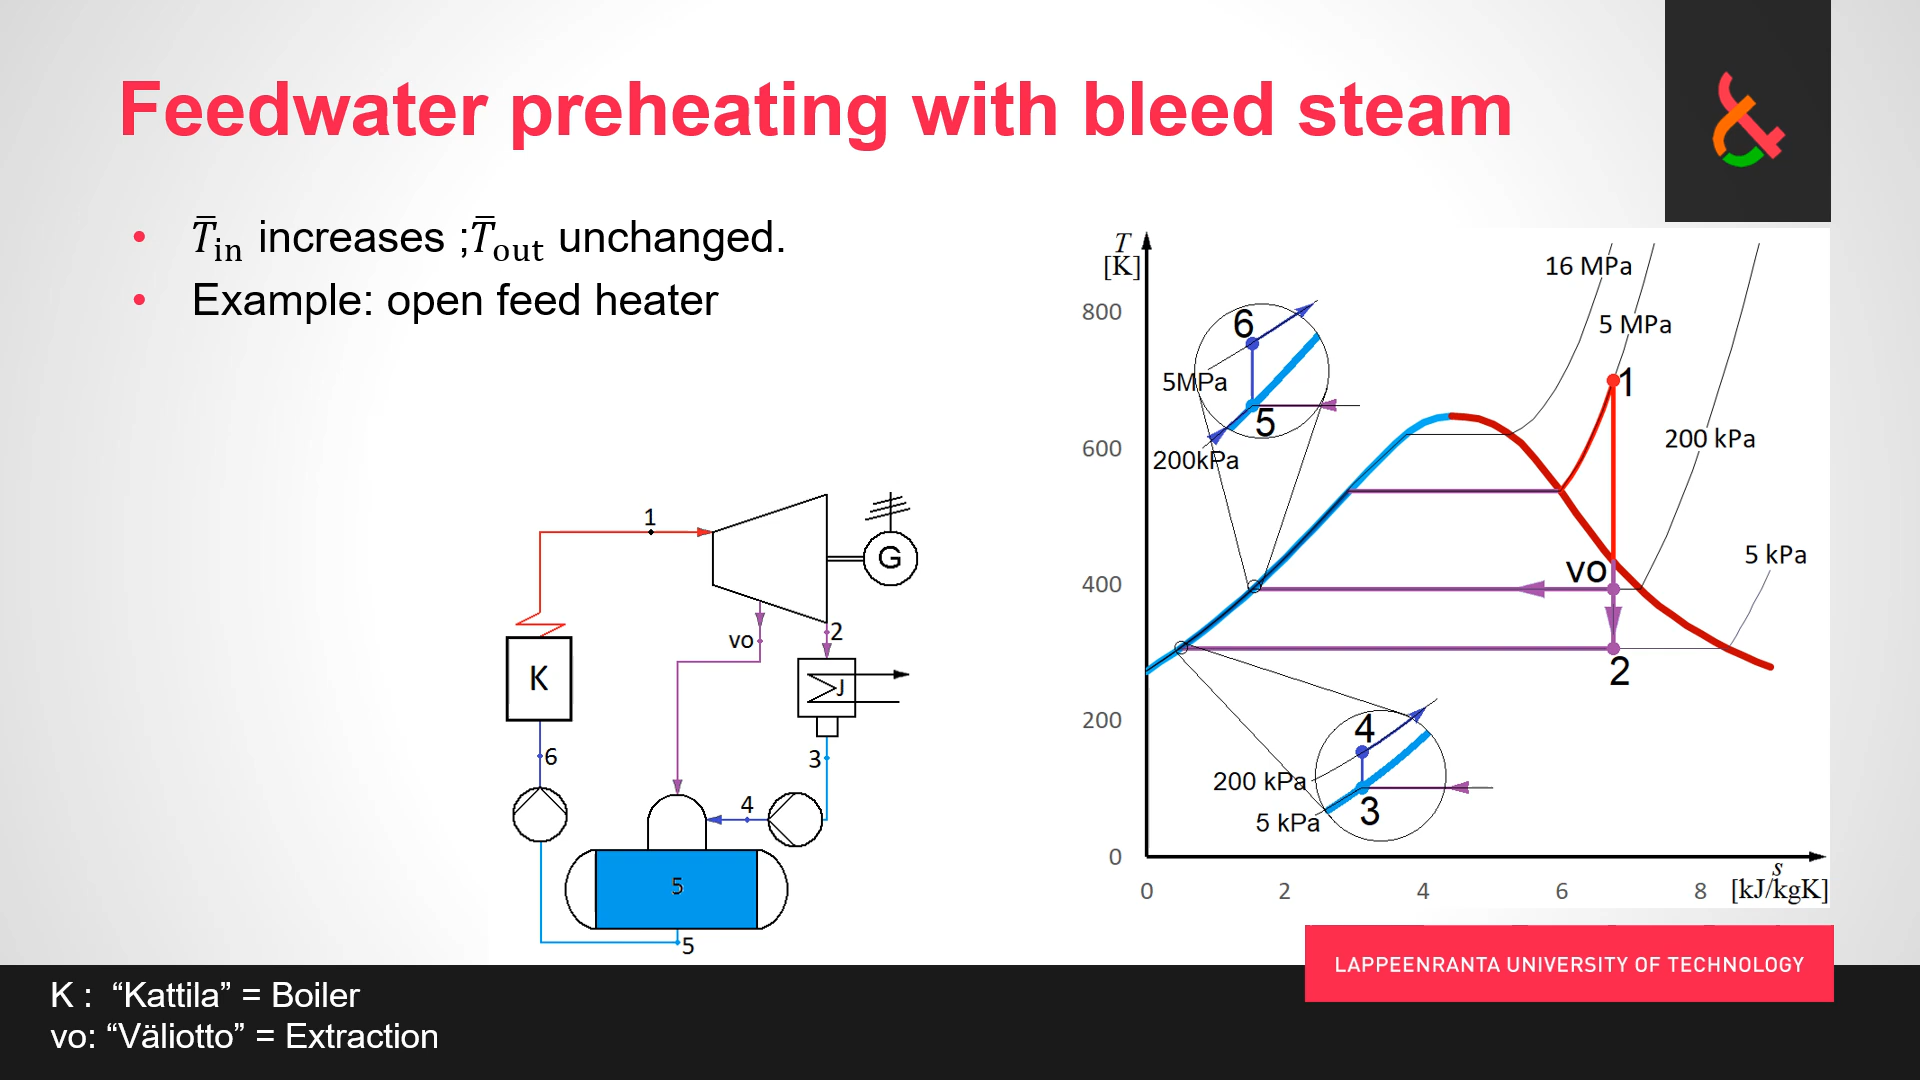 Feedwater preheating with bleed steam
• T̄in increases ;T̄out unchanged.
• Example: open feed heater
1
G
vo
2
K
J
6
3
4
5
5
T
[K]
800
600
400
200
0
0
2
4
6
8
s
[kJ/kgK]
16 MPa
5 MPa
1
200 kPa
5 kPa
vo
2
6
5MPa
5
200kPa
4
200 kPa
3
5 kPa
LAPPEENRANTA UNIVERSITY OF TECHNOLOGY
K : “Kattila” = Boiler
vo: “Väliotto” = Extraction